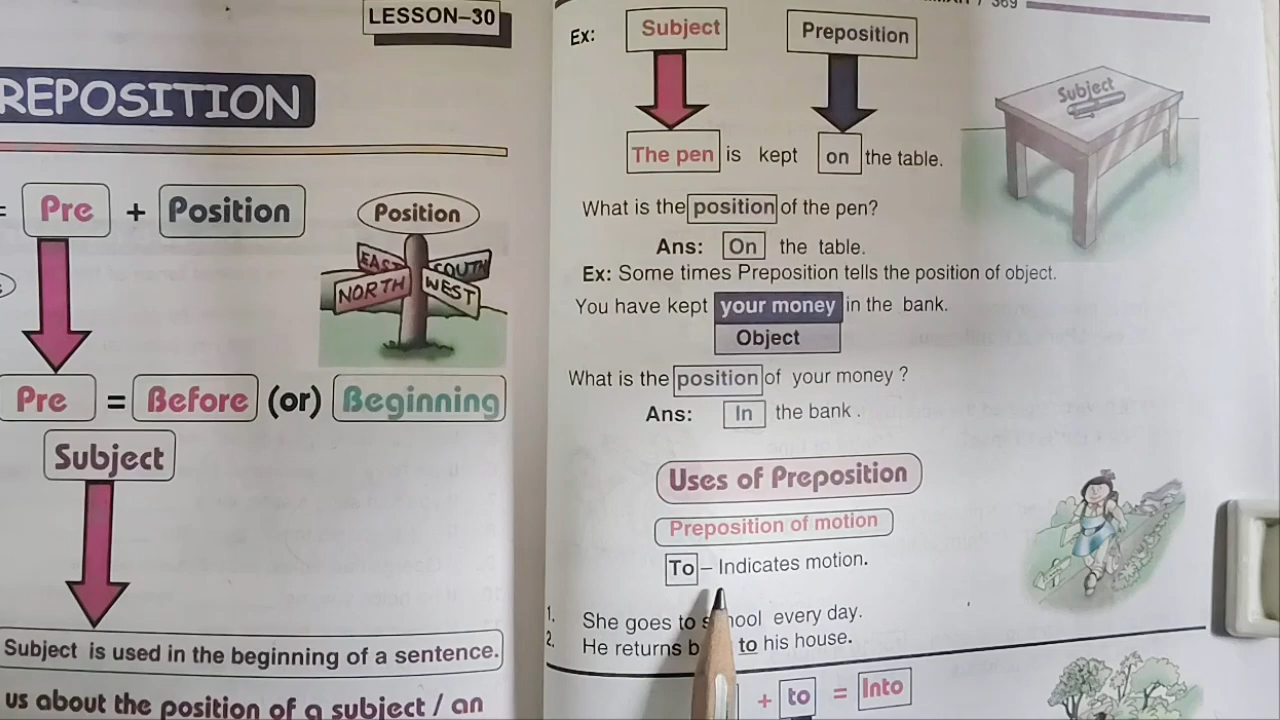 LESSON–30
REPOSITION
= Pre + Position
Position
EAST SOUTH
NORTH WEST
Pre = Before (or) Beginning
Subject
Subject is used in the beginning of a sentence.
us about the position of a subject / an
369
Ex: Subject Preposition
Subject
The pen is kept on the table.
What is the position of the pen?
Ans: On the table.
Ex: Some times Preposition tells the position of object.
You have kept your money in the bank.
Object
What is the position of your money ?
Ans: In the bank .
Uses of Preposition
Preposition of motion
To – Indicates motion.
1. She goes to school every day.
2. He returns b to his house.
+ to = Into